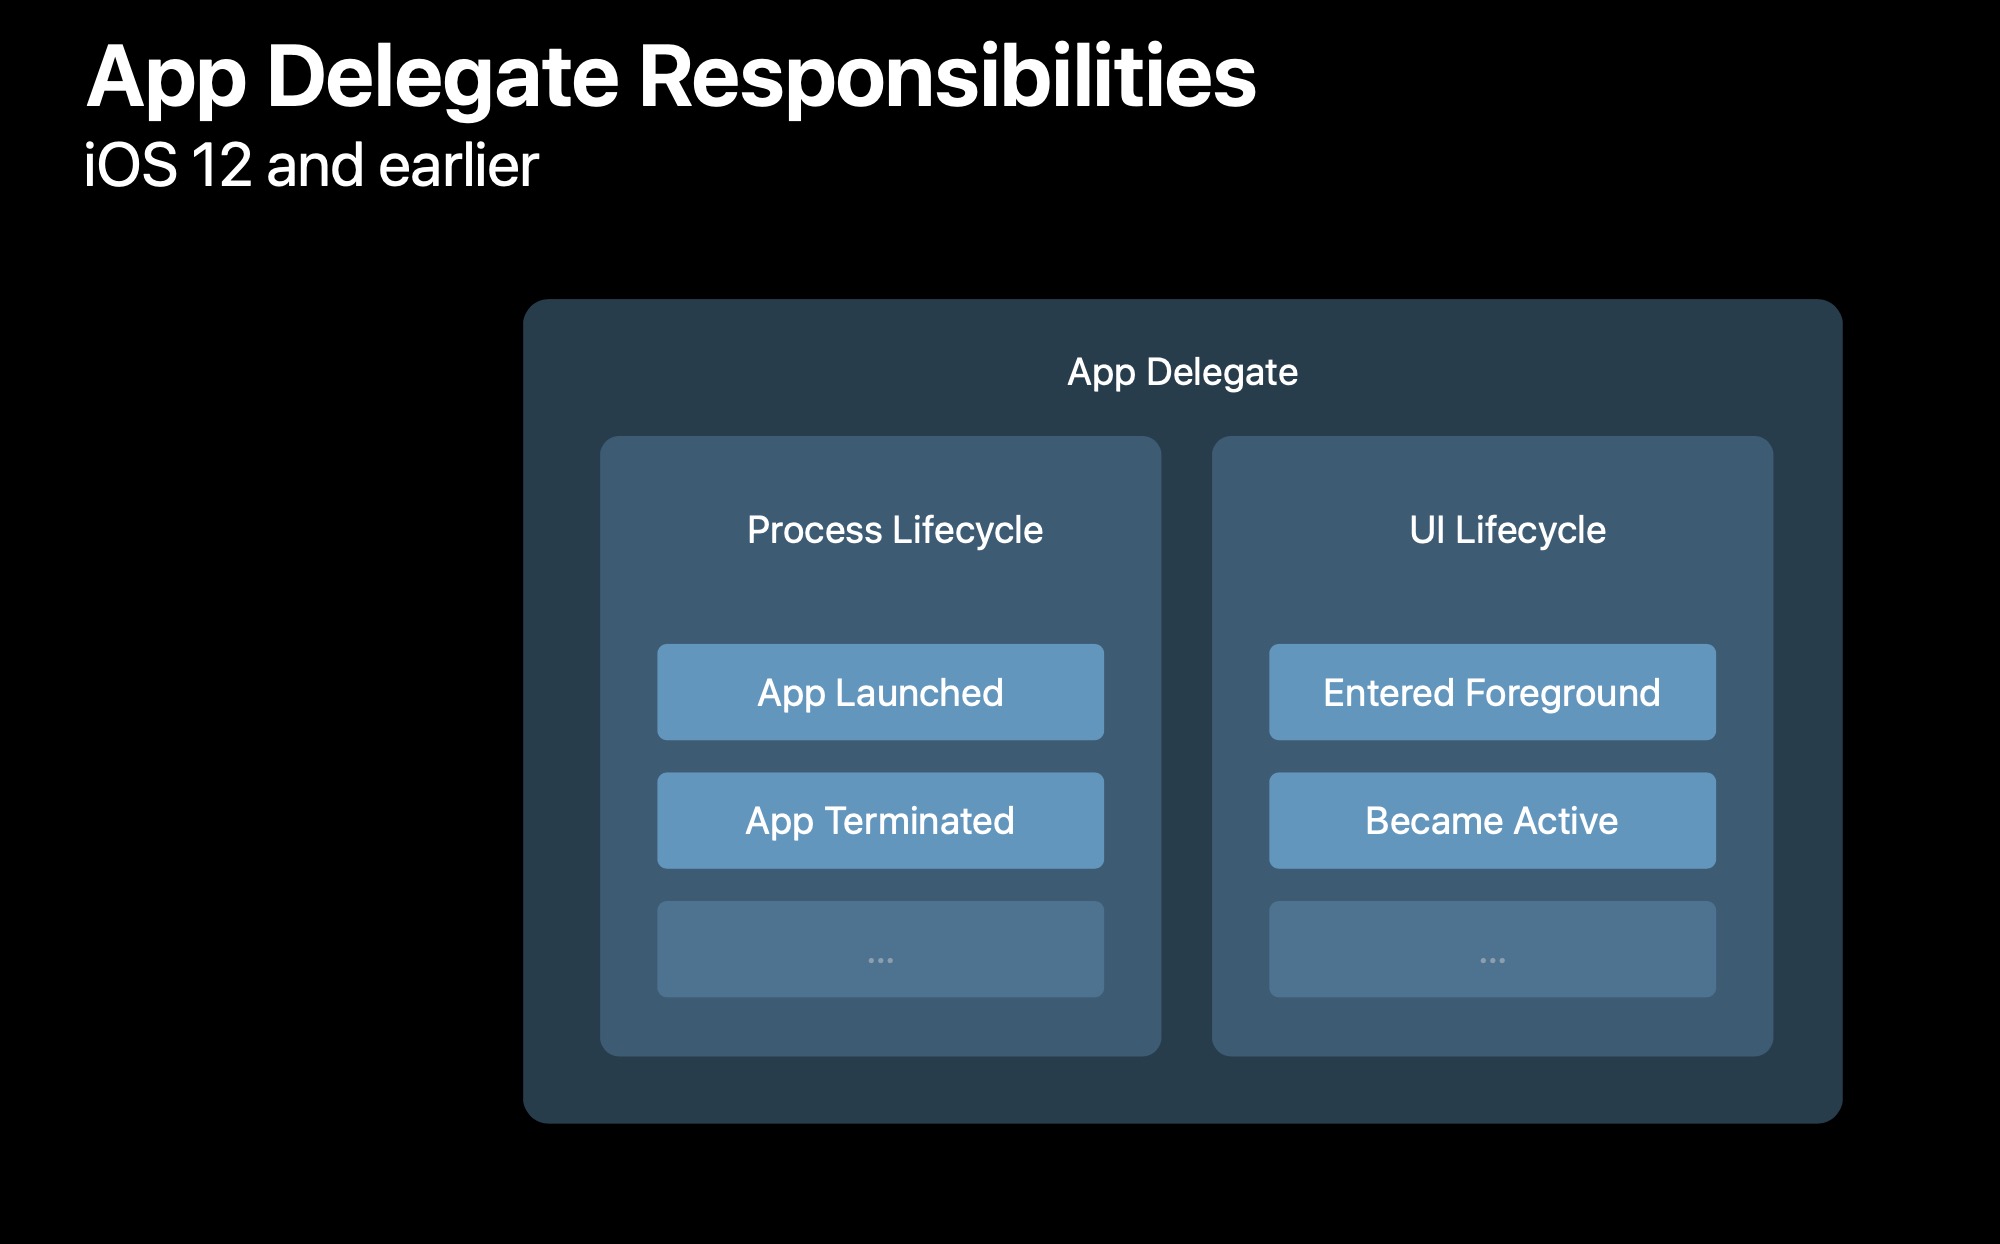 App Delegate Responsibilities
iOS 12 and earlier
App Delegate
Process Lifecycle
App Launched
App Terminated
...
UI Lifecycle
Entered Foreground
Became Active
...